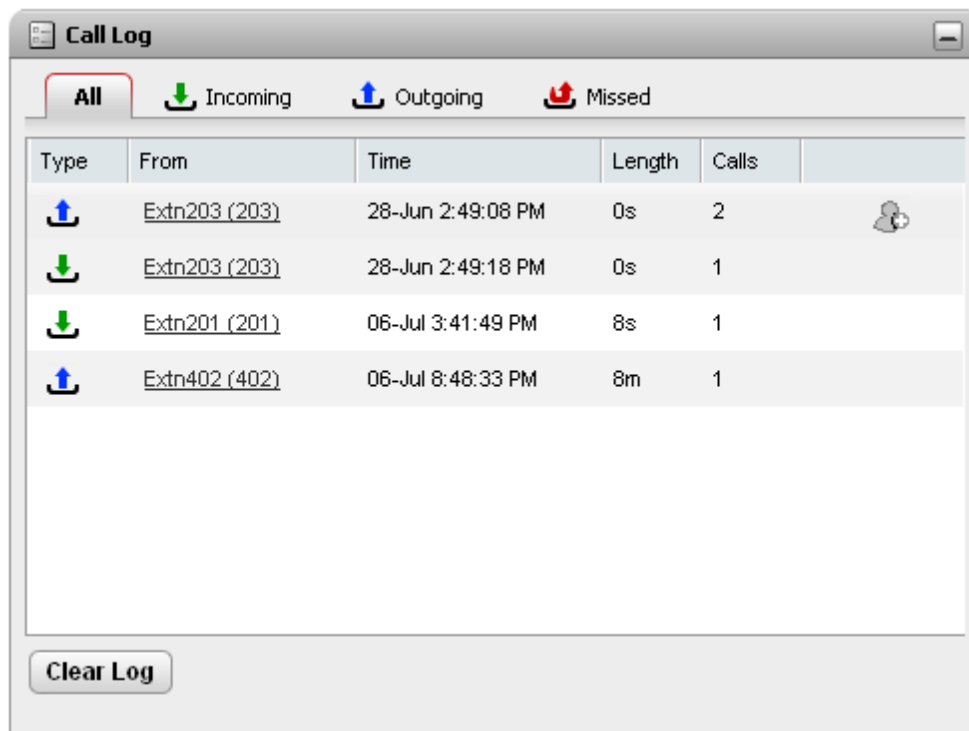 Call Log
All Incoming Outgoing Missed
Type From Time Length Calls
Extn203 (203) 28-Jun 2:49:08 PM 0s 2
Extn203 (203) 28-Jun 2:49:18 PM 0s 1
Extn201 (201) 06-Jul 3:41:49 PM 8s 1
Extn402 (402) 06-Jul 8:48:33 PM 8m 1
Clear Log